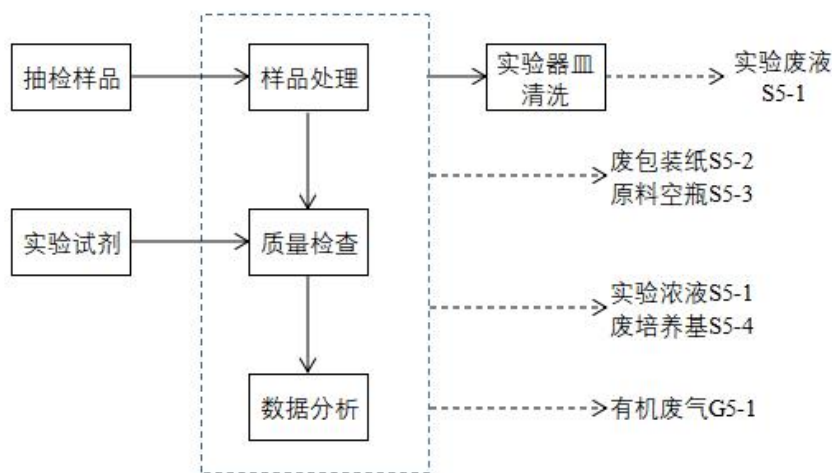 抽检样品
样品处理
实验器皿
清洗
实验废液
S5-1
废包装纸S5-2
原料空瓶S5-3
实验试剂
质量检查
实验浓液S5-1
废培养基S5-4
数据分析
有机废气G5-1